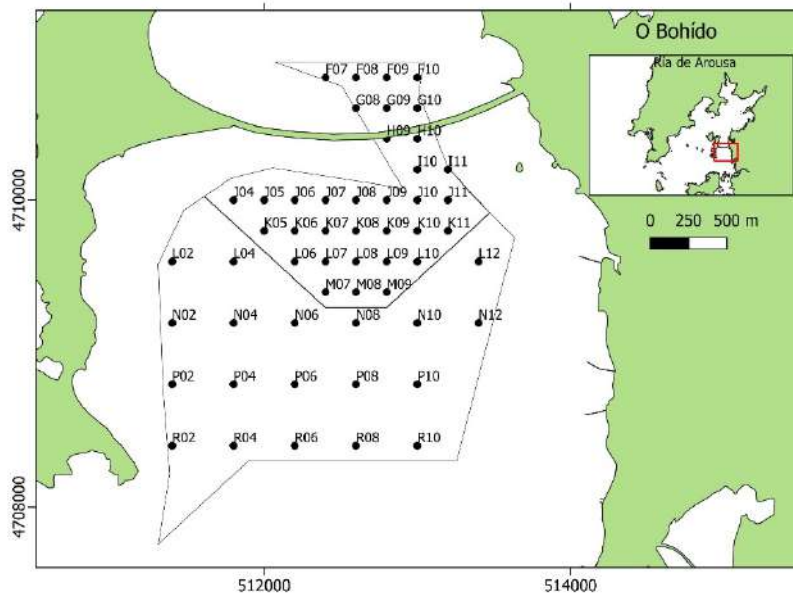 O Bohído
Ría de Arousa
F07 F08 F09 F10
G08 G09 G10
H09 H10
I10 I11
4710000
J04 J05 J06 J07 J08 J09 J10 J11
0 250 500 m
K05 K06 K07 K08 K09 K10 K11
L02 L04 L06 L07 L08 L09 L10 L12
M07 M08 M09
N02 N04 N06 N08 N10 N12
P02 P04 P06 P08 P10
R02 R04 R06 R08 R10
4708000
512000 514000